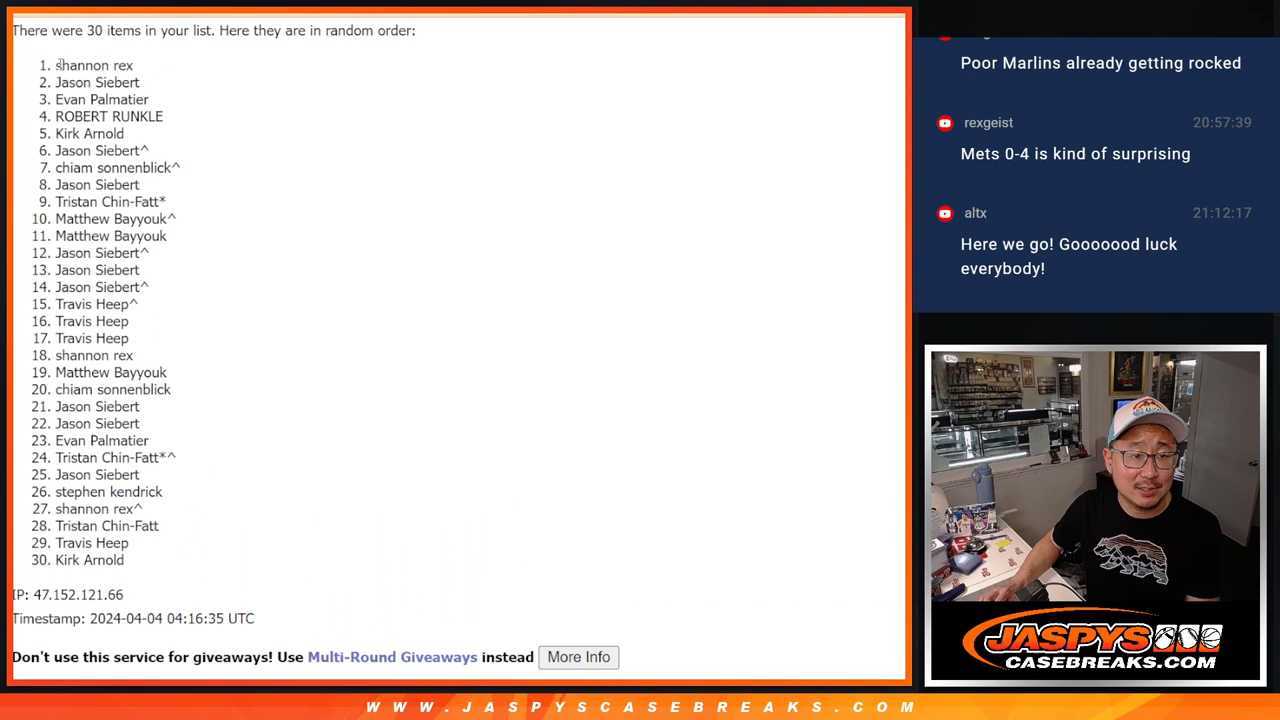 There were 30 items in your list. Here they are in random order:
1. shannon rex
2. Jason Siebert
3. Evan Palmatier
4. ROBERT RUNKLE
5. Kirk Arnold
6. Jason Siebert^
7. chiam sonnenblick^
8. Jason Siebert
9. Tristan Chin-Fatt*
10. Matthew Bayyouk^
11. Matthew Bayyouk
12. Jason Siebert^
13. Jason Siebert
14. Jason Siebert^
15. Travis Heep^
16. Travis Heep
17. Travis Heep
18. shannon rex
19. Matthew Bayyouk
20. chiam sonnenblick
21. Jason Siebert
22. Jason Siebert
23. Evan Palmatier
24. Tristan Chin-Fatt*^
25. Jason Siebert
26. stephen kendrick
27. shannon rex^
28. Tristan Chin-Fatt
29. Travis Heep
30. Kirk Arnold
IP: 47.152.121.66
Timestamp: 2024-04-04 04:16:35 UTC
Don't use this service for giveaways! Use Multi-Round Giveaways instead More Info
Poor Marlins already getting rocked
rexgeist 20:57:39
Mets 0-4 is kind of surprising
altx 21:12:17
Here we go! Gooooood luck
everybody!
JASPYS
CASEBREAKS.COM
WWW.JASPYSCASEBREAKS.COM